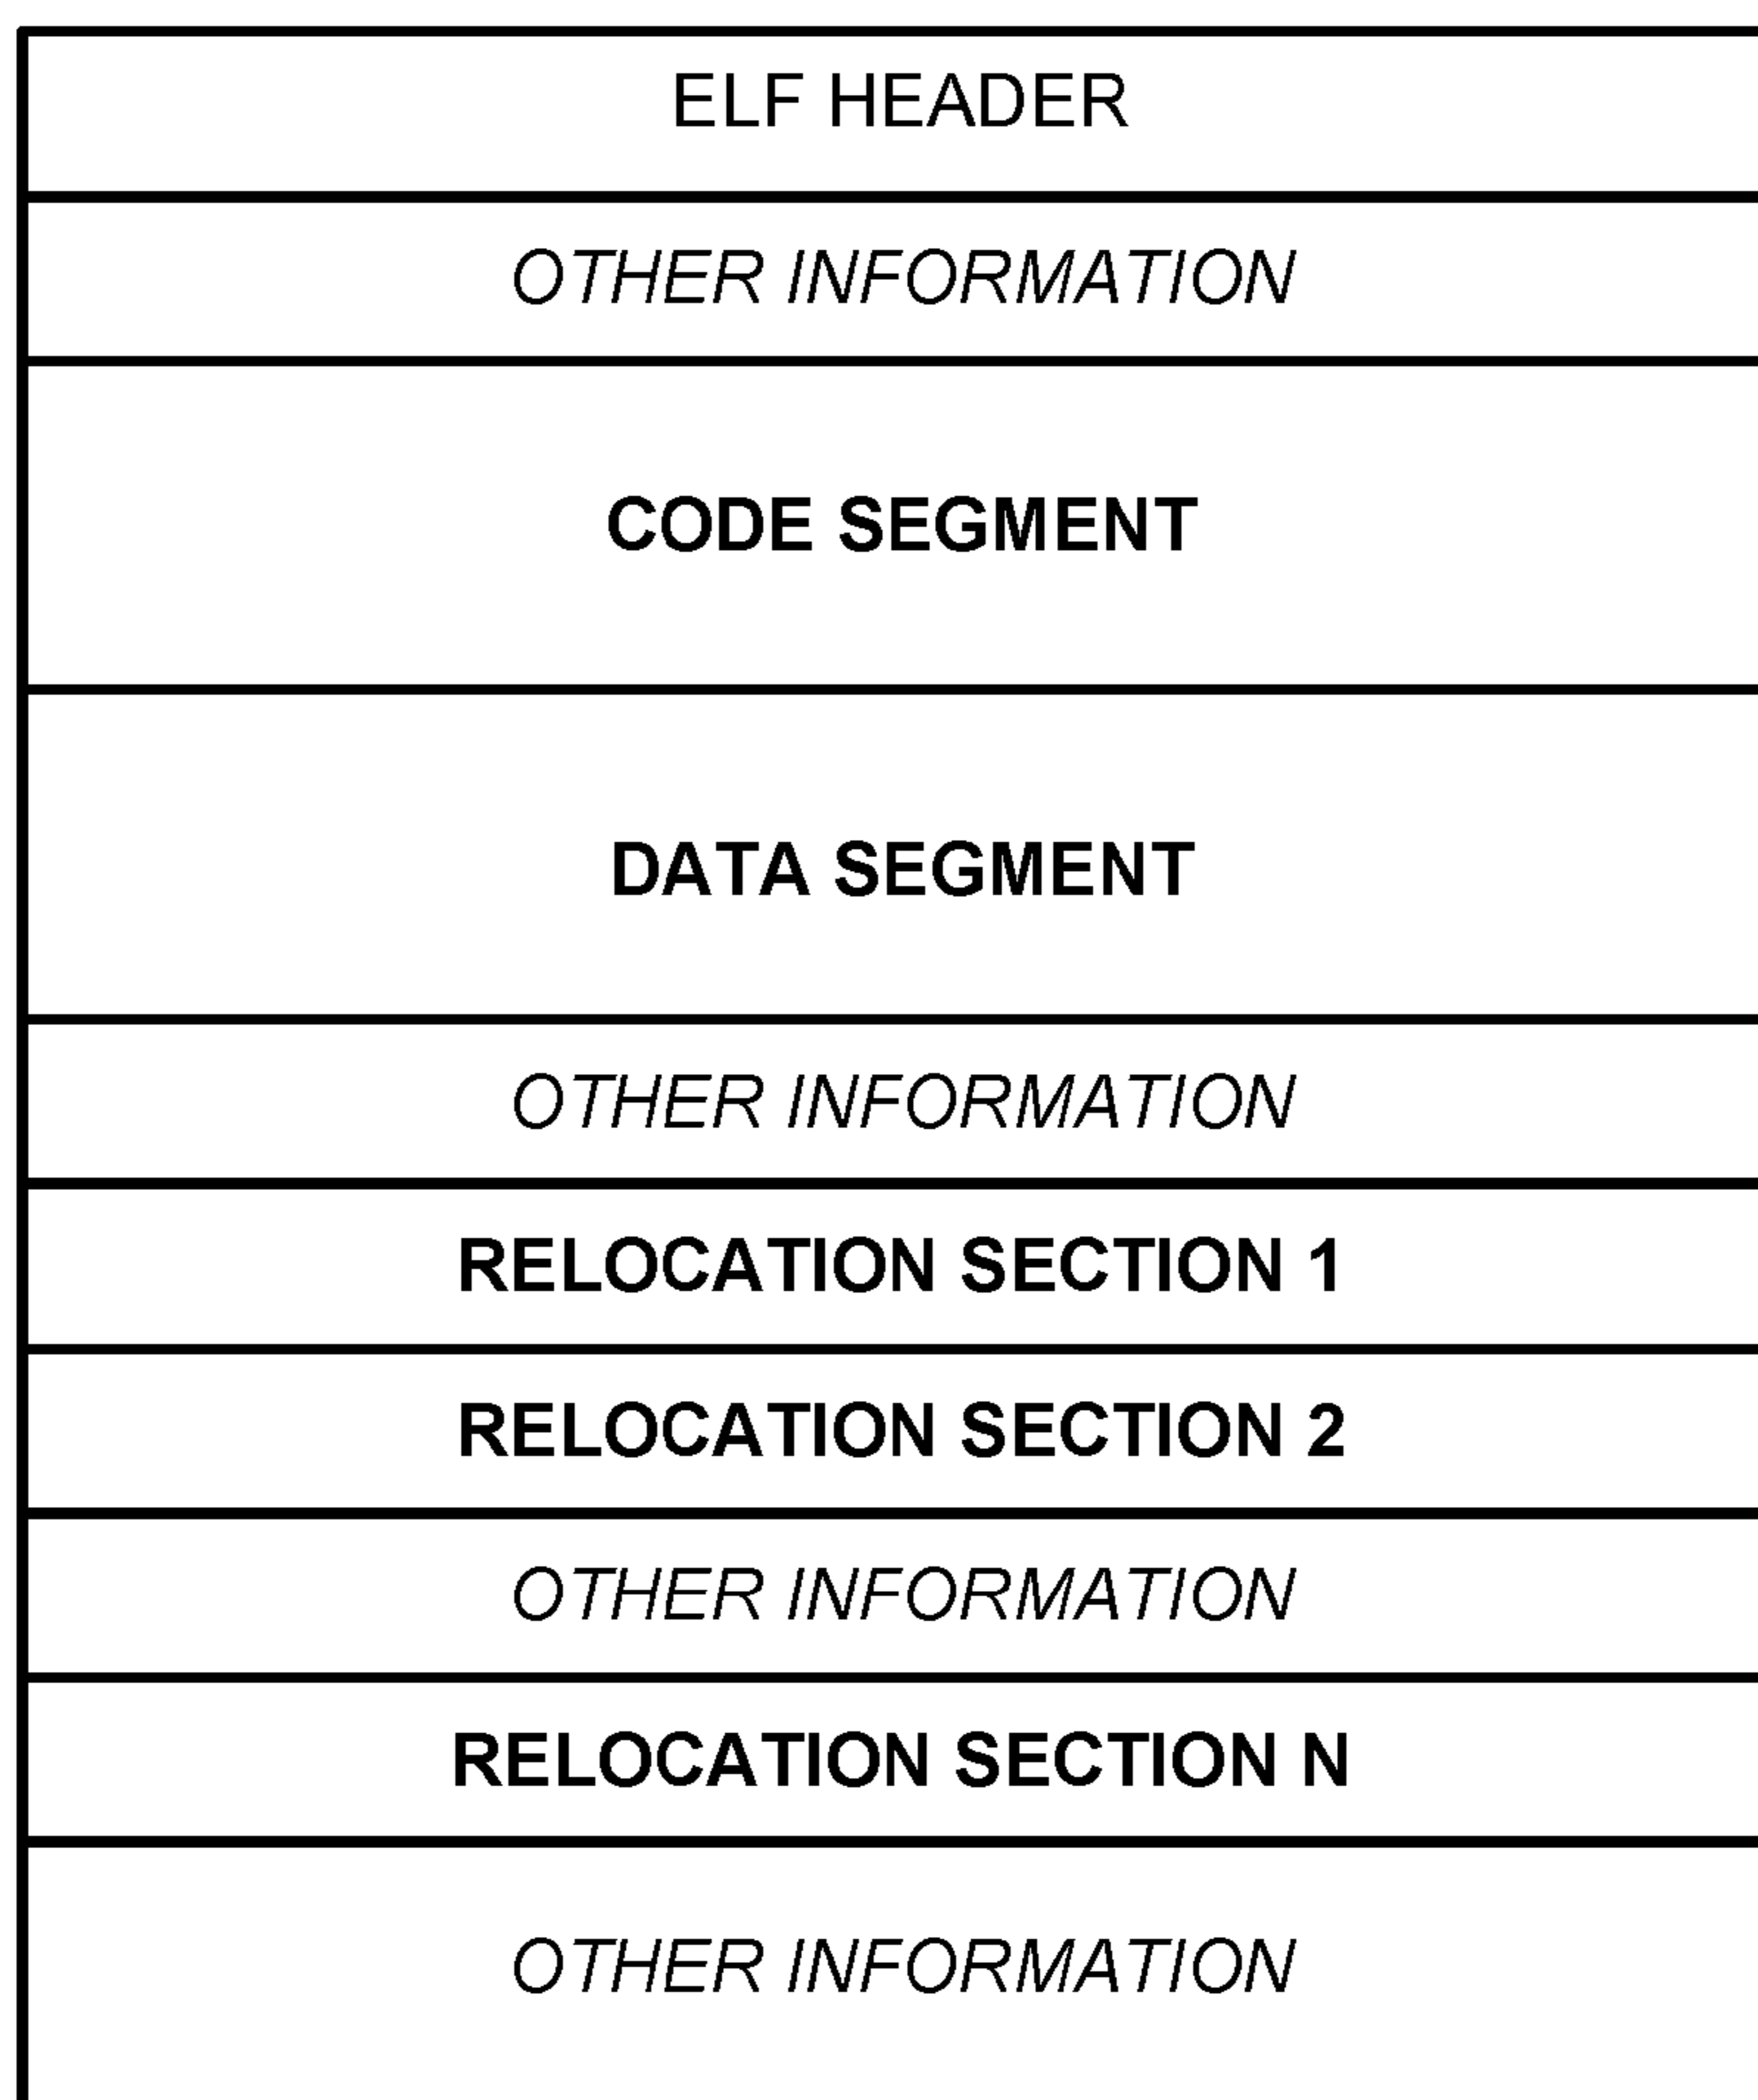 ELF HEADER
OTHER INFORMATION
CODE SEGMENT
DATA SEGMENT
OTHER INFORMATION
RELOCATION SECTION 1
RELOCATION SECTION 2
OTHER INFORMATION
RELOCATION SECTION N
OTHER INFORMATION